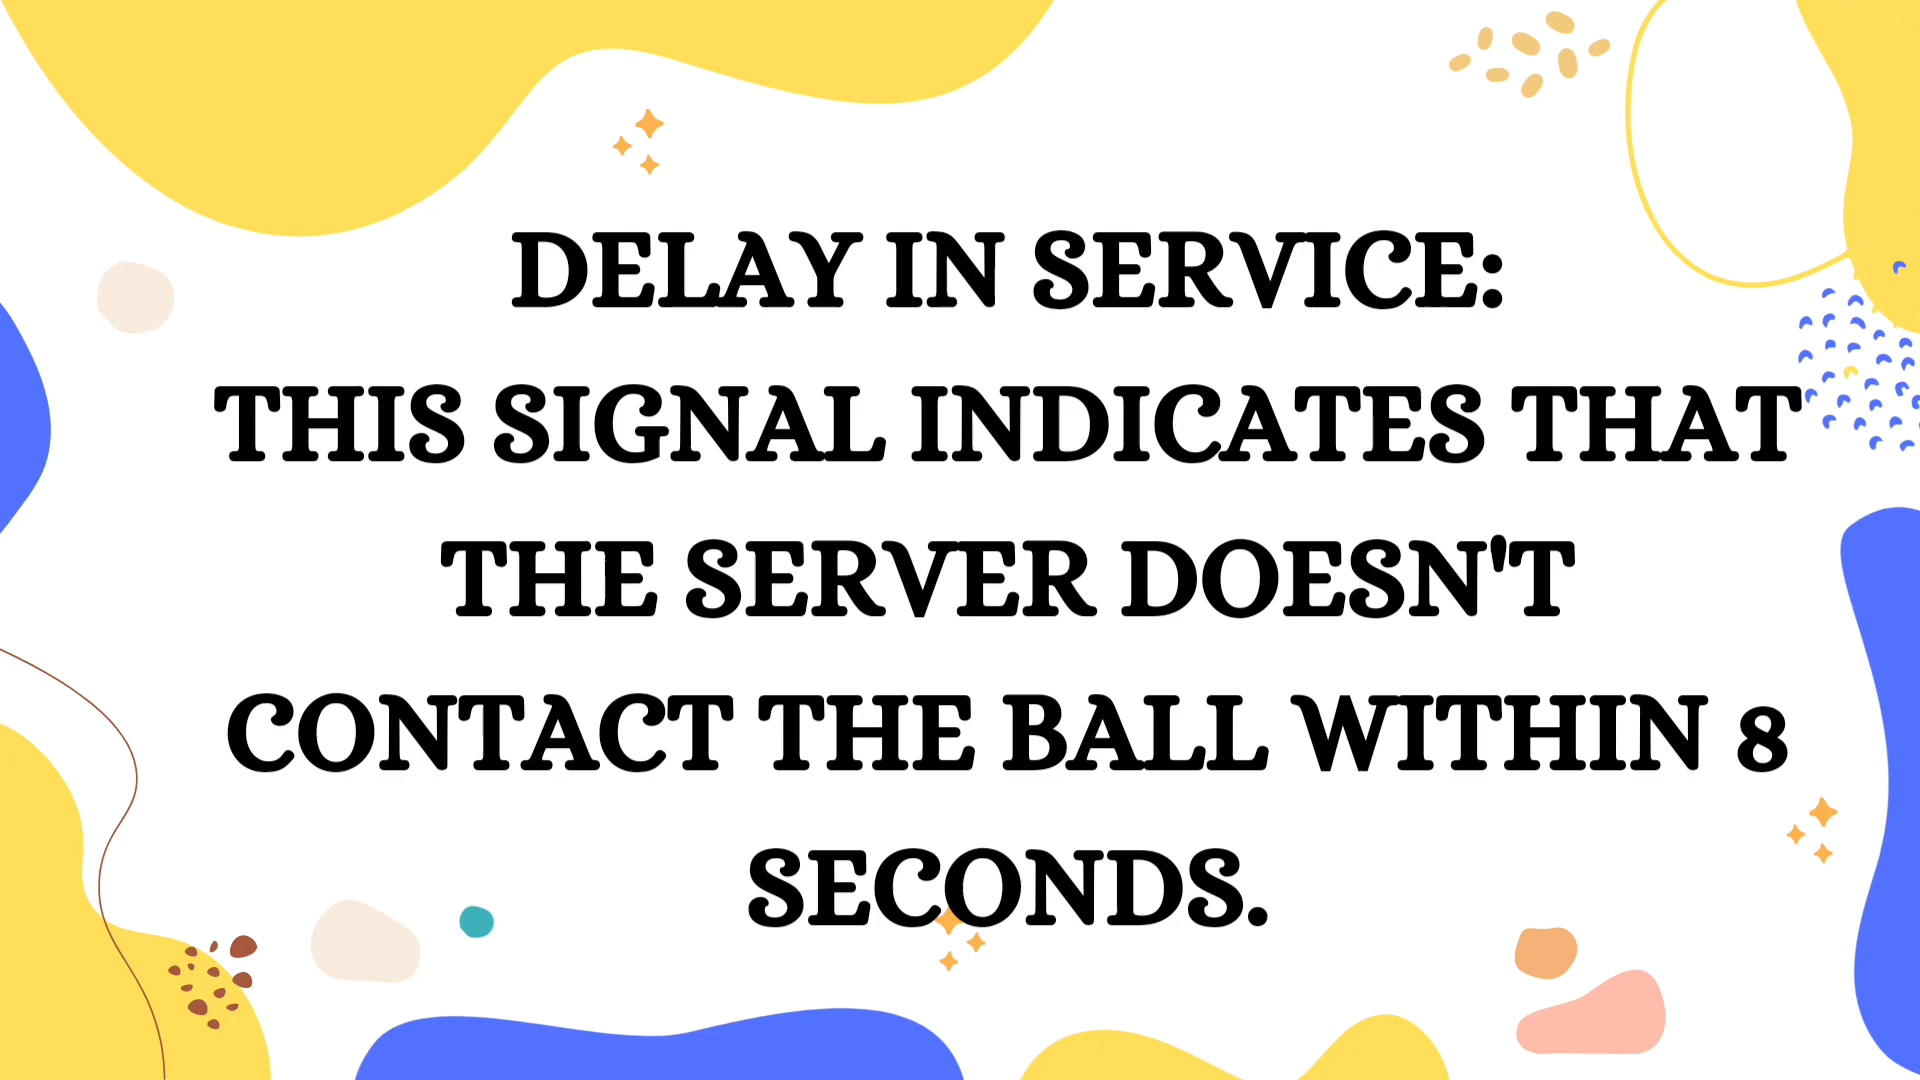 DELAY IN SERVICE:
THIS SIGNAL INDICATES THAT
THE SERVER DOESN'T
CONTACT THE BALL WITHIN 8
SECONDS.